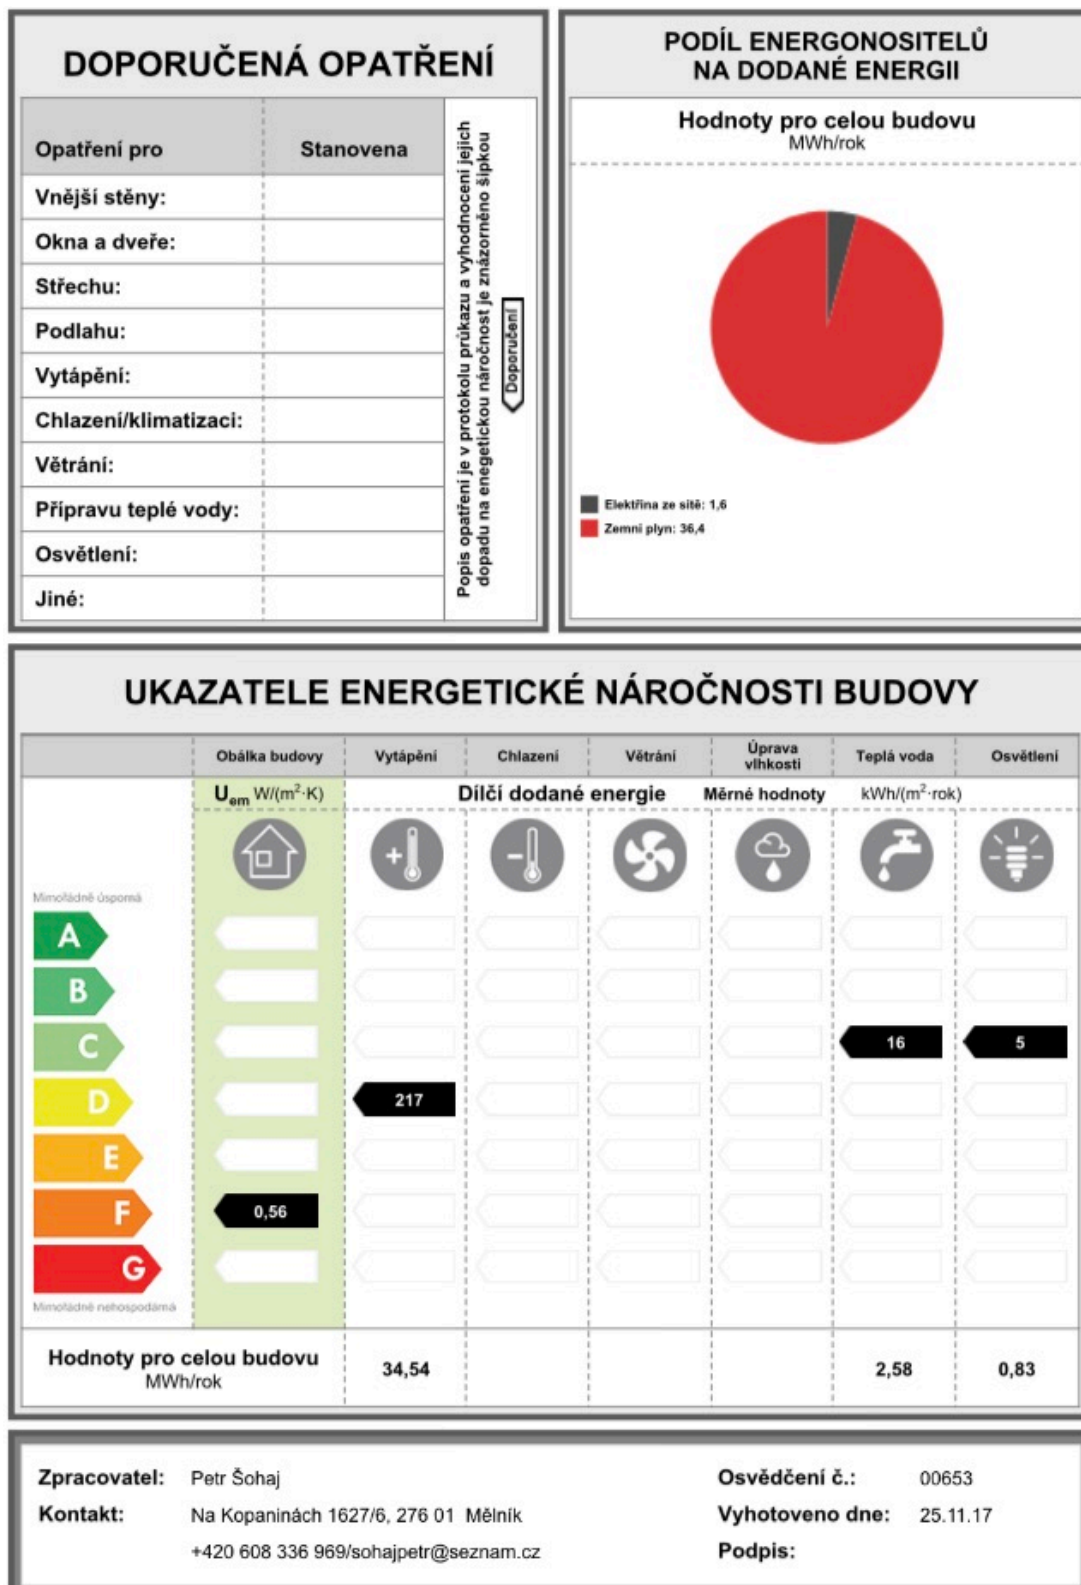 DOPORUČENÁ OPATŘENÍ
Opatření pro Stanovena
Vnější stěny:
Okna a dveře:
Střechu:
Podlahu:
Vytápění:
Chlazení/klimatizaci:
Větrání:
Přípravu teplé vody:
Osvětlení:
Jiné:
Popis opatření je v protokolu průkazu a vyhodnocení jejich
dopadu na enegetickou náročnost je znázorněno šipkou
Doporučení
PODÍL ENERGONOSITELŮ
NA DODANÉ ENERGII
Hodnoty pro celou budovu
MWh/rok
Elektřina ze sítě: 1,6
Zemní plyn: 36,4
UKAZATELE ENERGETICKÉ NÁROČNOSTI BUDOVY
Obálka budovy Vytápění Chlazení Větrání Úprava vlhkosti Teplá voda Osvětlení
Uem W/(m²·K) Dílčí dodané energie Měrné hodnoty kWh/(m²·rok)
Mimořádně úsporná
A
B
C 16 5
D 217
E
F 0,56
G
Mimořádně nehospodárná
Hodnoty pro celou budovu 34,54 2,58 0,83
MWh/rok
Zpracovatel: Petr Šohaj Osvědčení č.: 00653
Kontakt: Na Kopaninách 1627/6, 276 01 Mělník Vyhotoveno dne: 25.11.17
+420 608 336 969/sohajpetr@seznam.cz Podpis: